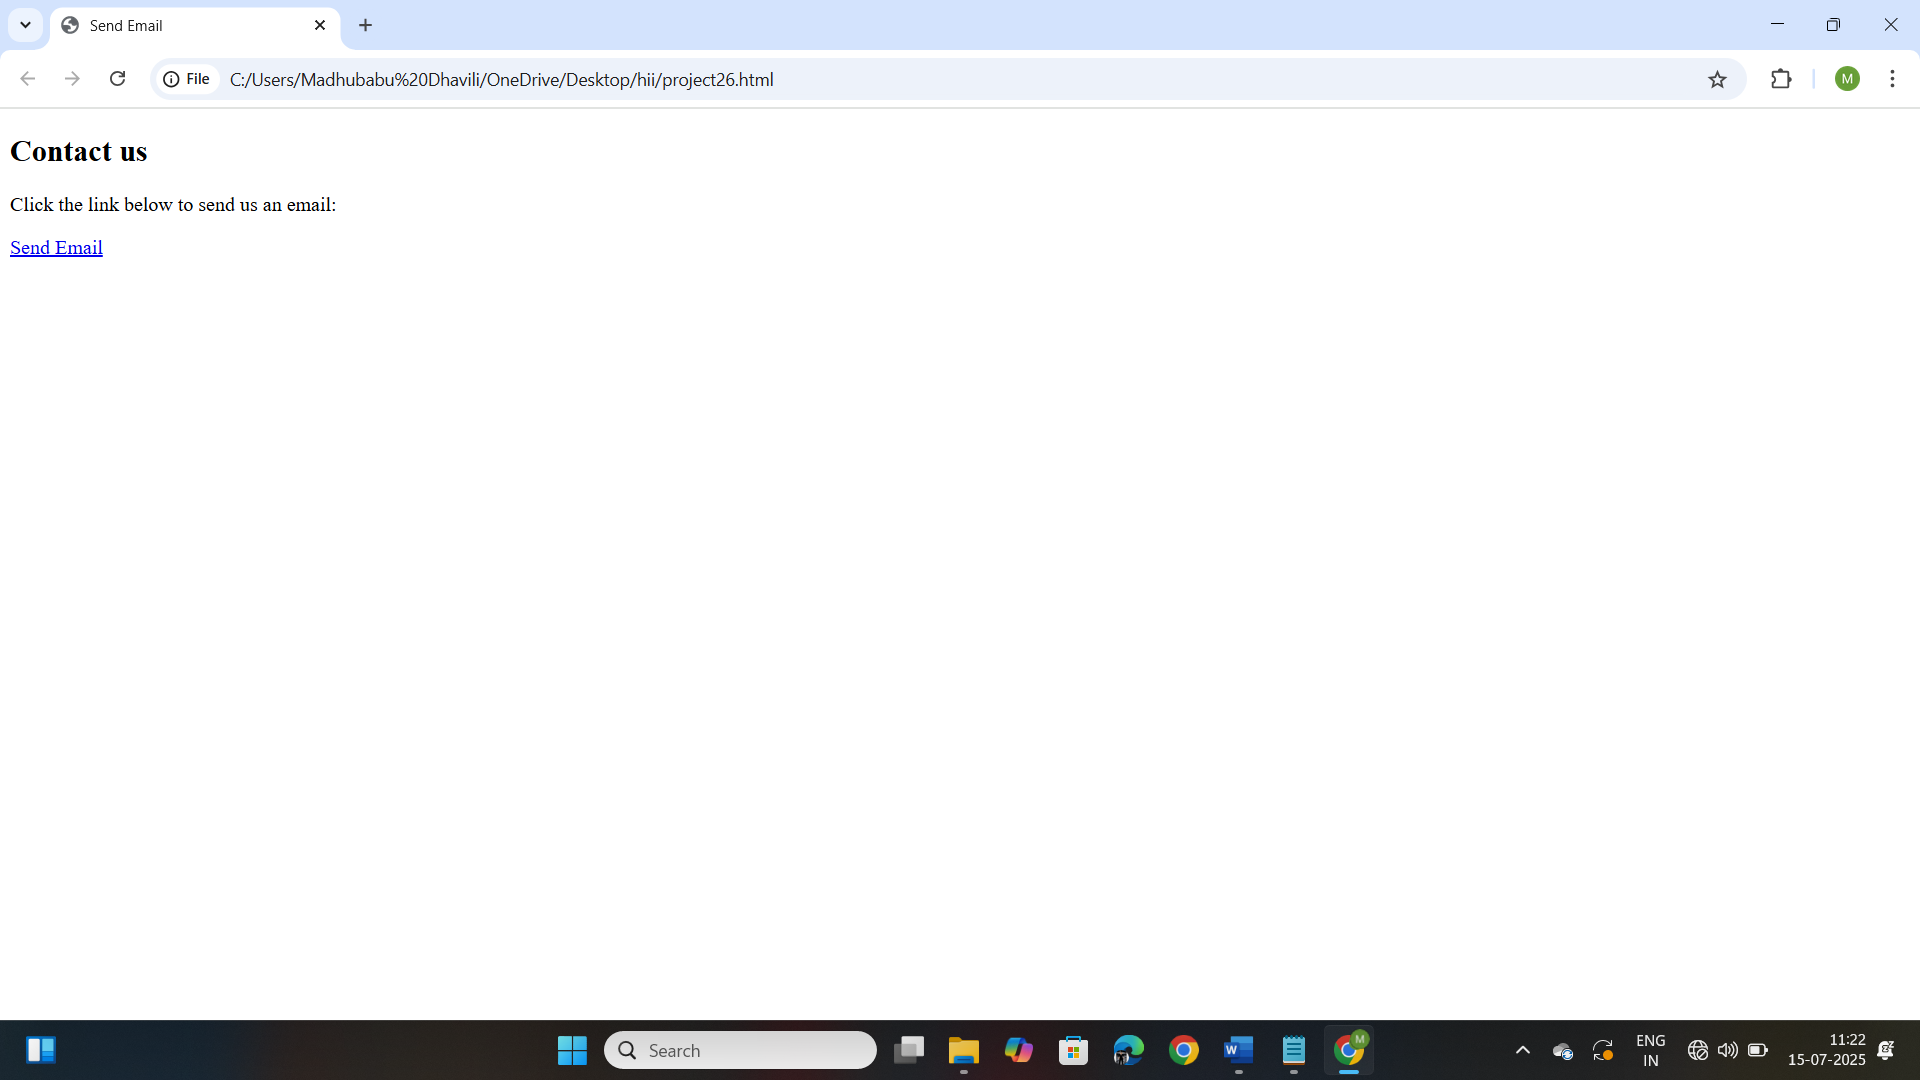 Send Email
File
C:/Users/Madhubabu%20Dhavili/OneDrive/Desktop/hii/project26.html
M
Contact us
Click the link below to send us an email:
Send Email
Search
W
M
ENG
IN
11:22
15-07-2025